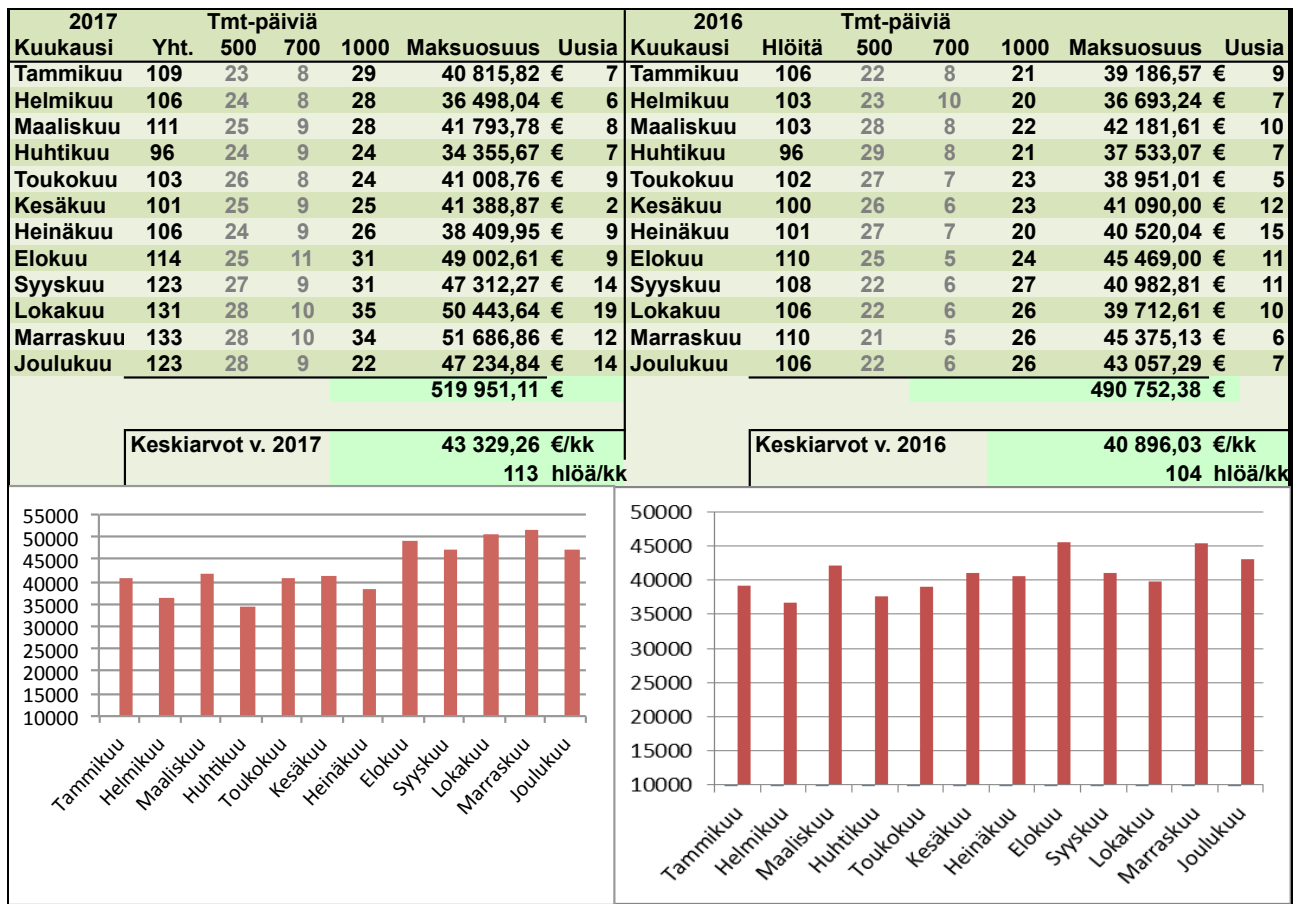 2017 Tmt-päiviä
Kuukausi Yht. 500 700 1000 Maksuosuus Uusia
Tammikuu 109 23 8 29 40 815,82 € 7
Helmikuu 106 24 8 28 36 498,04 € 6
Maaliskuu 111 25 9 28 41 793,78 € 8
Huhtikuu 96 24 9 24 34 355,67 € 7
Toukokuu 103 26 8 24 41 008,76 € 9
Kesäkuu 101 25 9 25 41 388,87 € 2
Heinäkuu 106 24 9 26 38 409,95 € 9
Elokuu 114 25 11 31 49 002,61 € 9
Syyskuu 123 27 9 31 47 312,27 € 14
Lokakuu 131 28 10 35 50 443,64 € 19
Marraskuu 133 28 10 34 51 686,86 € 12
Joulukuu 123 28 9 22 47 234,84 € 14
519 951,11 €
Keskiarvot v. 2017 43 329,26 €/kk
113 hlöä/kk
2016 Tmt-päiviä
Kuukausi Hlöitä 500 700 1000 Maksuosuus Uusia
Tammikuu 106 22 8 21 39 186,57 € 9
Helmikuu 103 23 10 20 36 693,24 € 7
Maaliskuu 103 28 8 22 42 181,61 € 10
Huhtikuu 96 29 8 21 37 533,07 € 7
Toukokuu 102 27 7 23 38 951,01 € 5
Kesäkuu 100 26 6 23 41 090,00 € 12
Heinäkuu 101 27 7 20 40 520,04 € 15
Elokuu 110 25 5 24 45 469,00 € 11
Syyskuu 108 22 6 27 40 982,81 € 11
Lokakuu 106 22 6 26 39 712,61 € 10
Marraskuu 110 21 5 26 45 375,13 € 6
Joulukuu 106 22 6 26 43 057,29 € 7
490 752,38 €
Keskiarvot v. 2016 40 896,03 €/kk
104 hlöä/kk
55000
50000
45000
40000
35000
30000
25000
20000
15000
10000
Tammikuu
Helmikuu
Maaliskuu
Huhtikuu
Toukokuu
Kesäkuu
Heinäkuu
Elokuu
Syyskuu
Lokakuu
Marraskuu
Joulukuu
50000
45000
40000
35000
30000
25000
20000
15000
10000
Tammikuu
Helmikuu
Maaliskuu
Huhtikuu
Toukokuu
Kesäkuu
Heinäkuu
Elokuu
Syyskuu
Lokakuu
Marraskuu
Joulukuu